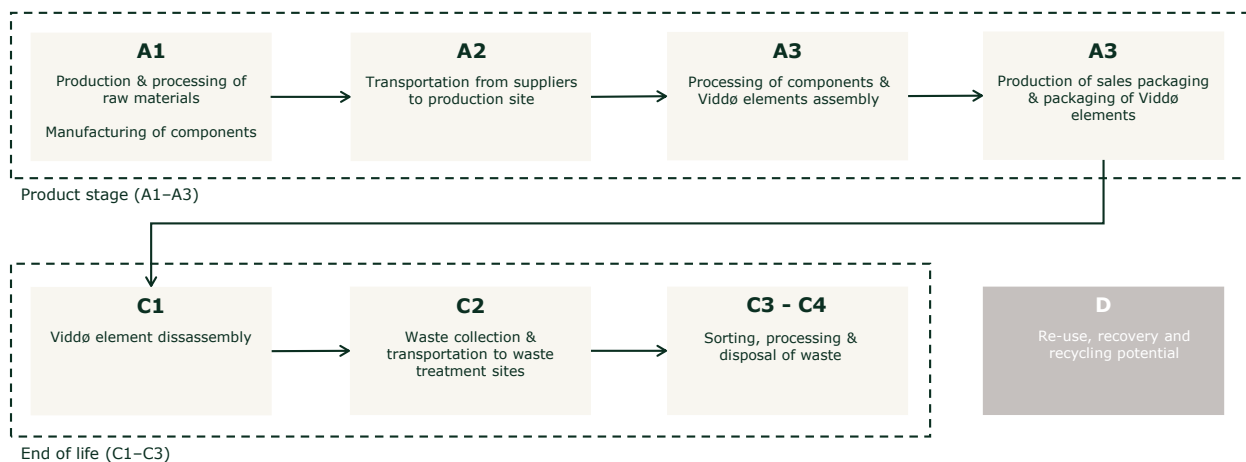 A1
Production & processing of
raw materials
Manufacturing of components
A2
Transportation from suppliers
to production site
A3
Processing of components &
Viddø elements assembly
A3
Production of sales packaging
& packaging of Viddø
elements
Product stage (A1–A3)
C1
Viddø element disassembly
C2
Waste collection &
transportation to waste
treatment sites
C3 - C4
Sorting, processing &
disposal of waste
D
Re-use, recovery and
recycling potential
End of life (C1–C3)